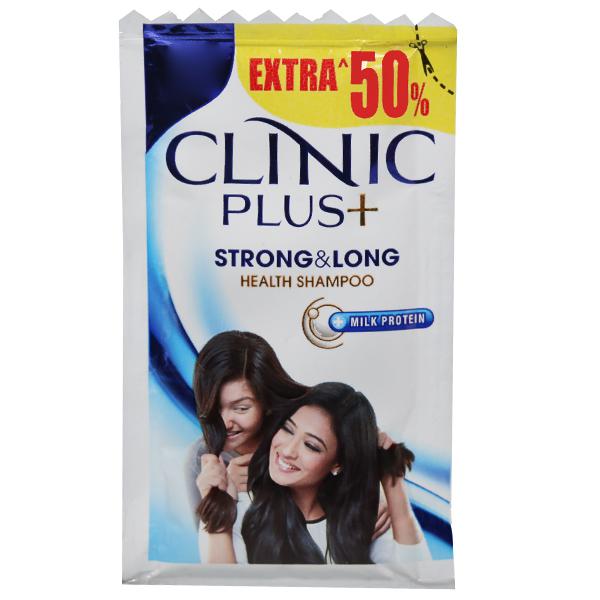 EXTRA^ 50%
CLINIC
PLUS+
STRONG&LONG
HEALTH SHAMPOO
+ MILK PROTEIN